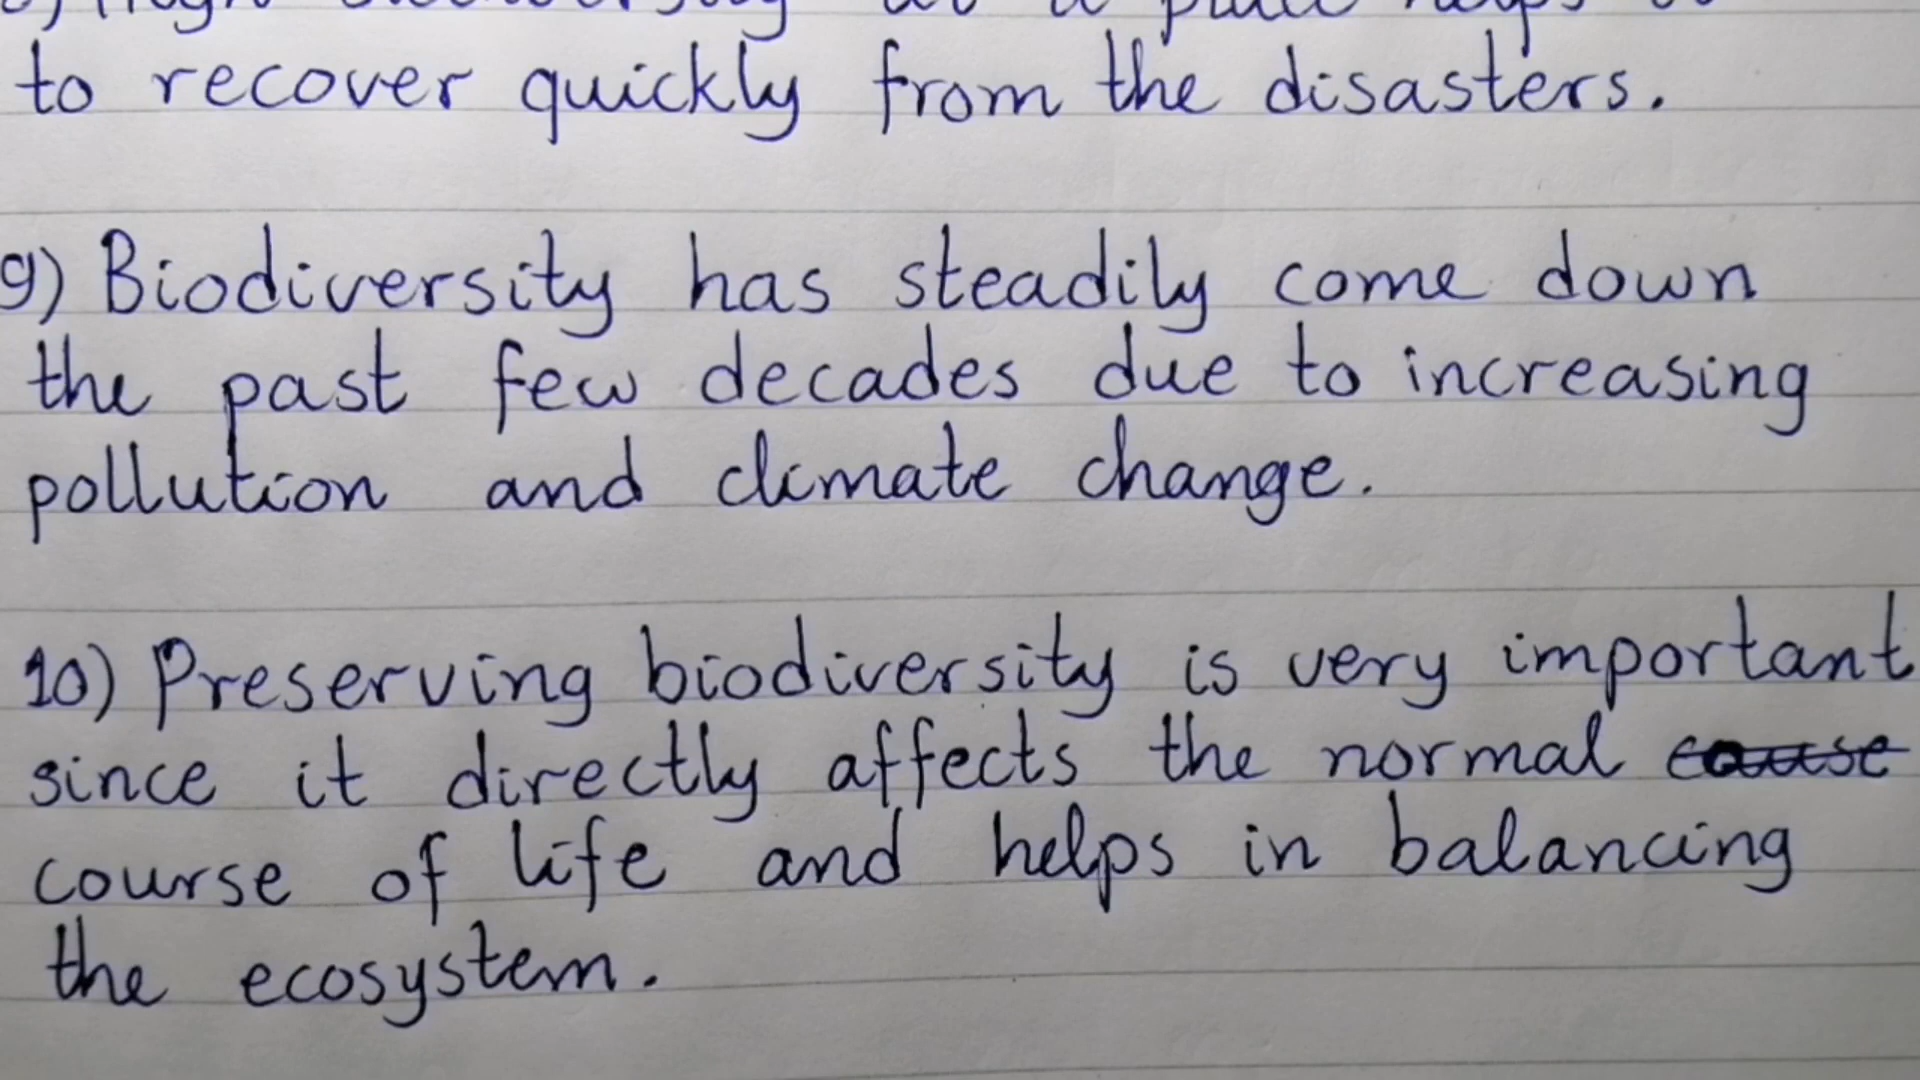 to recover quickly from the disasters.
9) Biodiversity has steadily come down
the past few decades due to increasing
pollution and climate change.
10) Preserving biodiversity is very important
since it directly affects the normal
course of life and helps in balancing
the ecosystem.